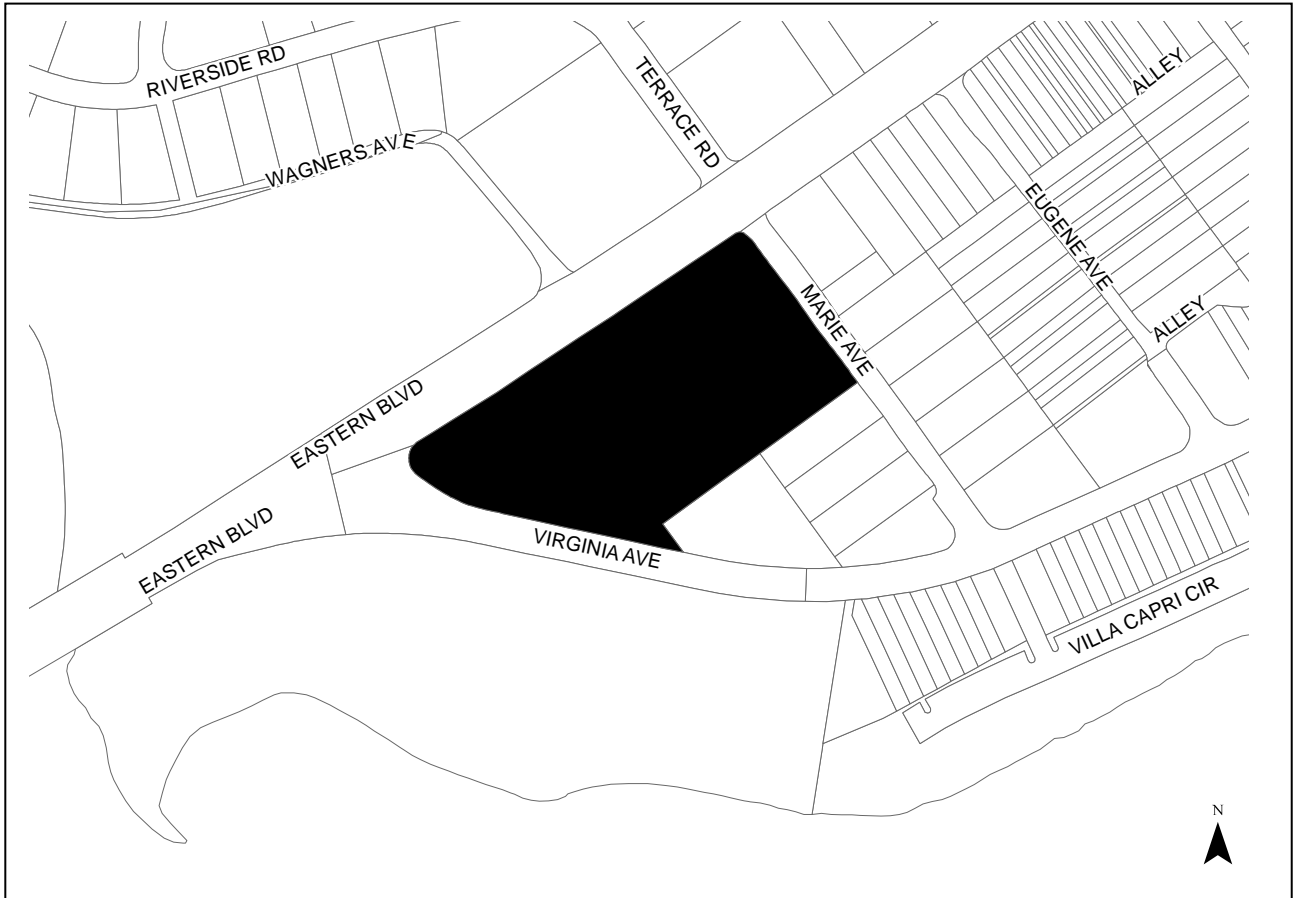 RIVERSIDE RD
TERRACE RD
ALLEY
WAGNERS AVE
EUGENE AVE
MARIE AVE
ALLEY
EASTERN BLVD
EASTERN BLVD
VIRGINIA AVE
VILLA CAPRI CIR
N